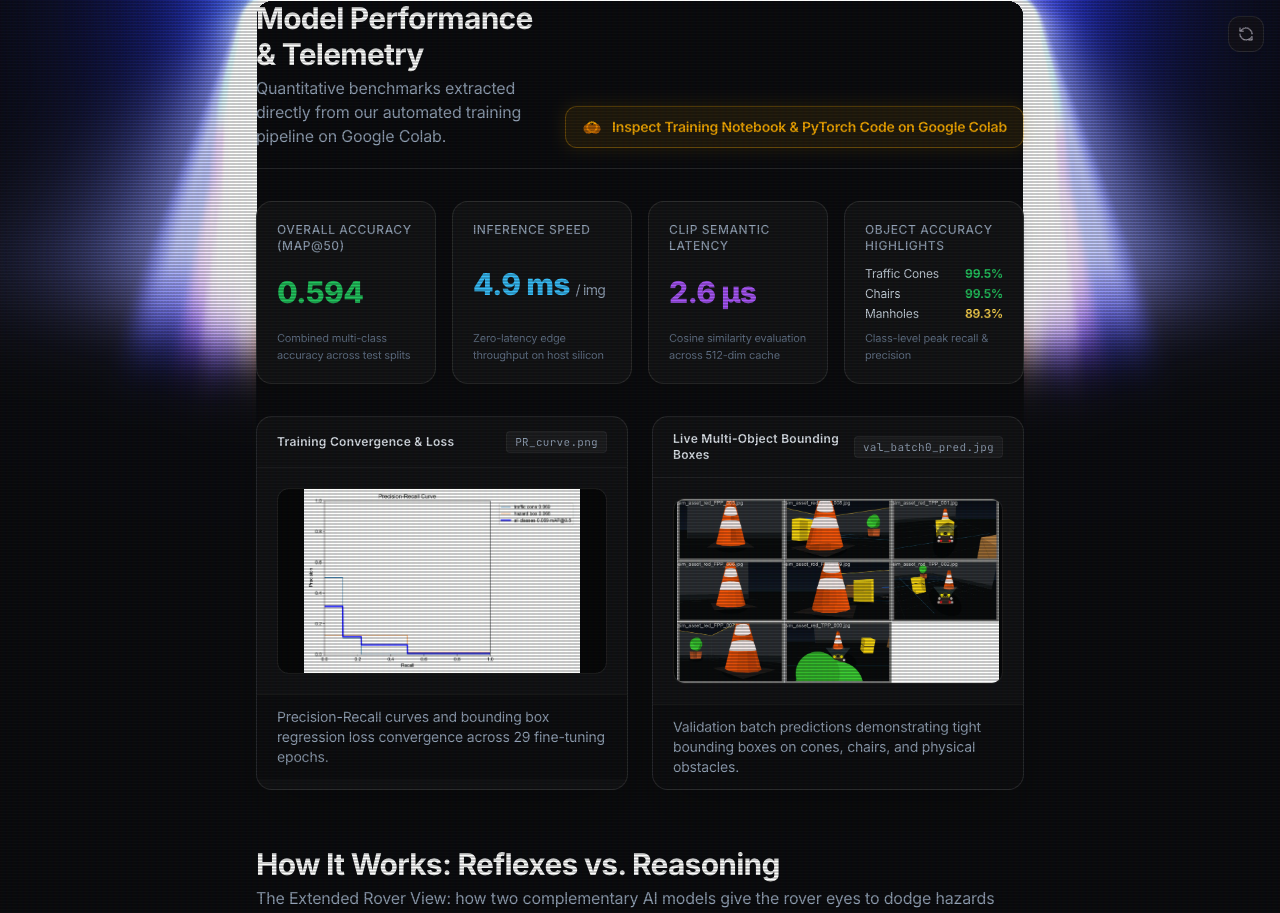 Model Performance
& Telemetry
Quantitative benchmarks extracted
directly from our automated training
pipeline on Google Colab.
Inspect Training Notebook & PyTorch Code on Google Colab
OVERALL ACCURACY
(MAP@50)
0.594
Combined multi-class
accuracy across test splits
INFERENCE SPEED
4.9 ms / img
Zero-latency edge
throughput on host silicon
CLIP SEMANTIC
LATENCY
2.6 µs
Cosine similarity evaluation
across 512-dim cache
OBJECT ACCURACY
HIGHLIGHTS
Traffic Cones 99.5%
Chairs 99.5%
Manholes 89.3%
Class-level peak recall &
precision
Training Convergence & Loss
PR_curve.png
Precision-Recall Curve
Precision
Recall
Precision-Recall curves and bounding box
regression loss convergence across 29 fine-tuning
epochs.
Live Multi-Object Bounding
Boxes
val_batch0_pred.jpg
Validation batch predictions demonstrating tight
bounding boxes on cones, chairs, and physical
obstacles.
How It Works: Reflexes vs. Reasoning
The Extended Rover View: how two complementary AI models give the rover eyes to dodge hazards